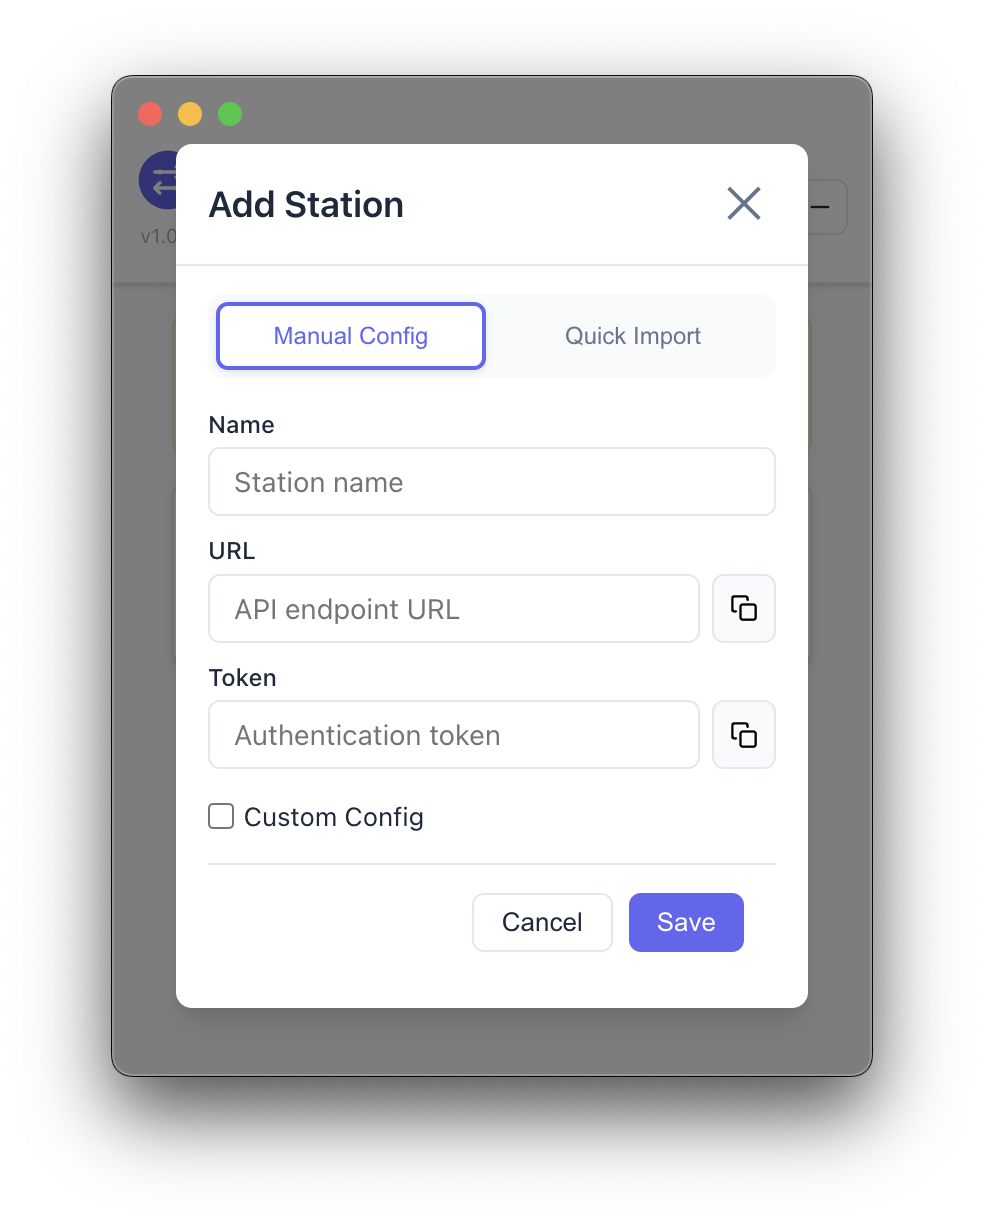 Add Station
v1.0
Manual Config
Quick Import
Name
Station name
URL
API endpoint URL
Token
Authentication token
Custom Config
Cancel
Save